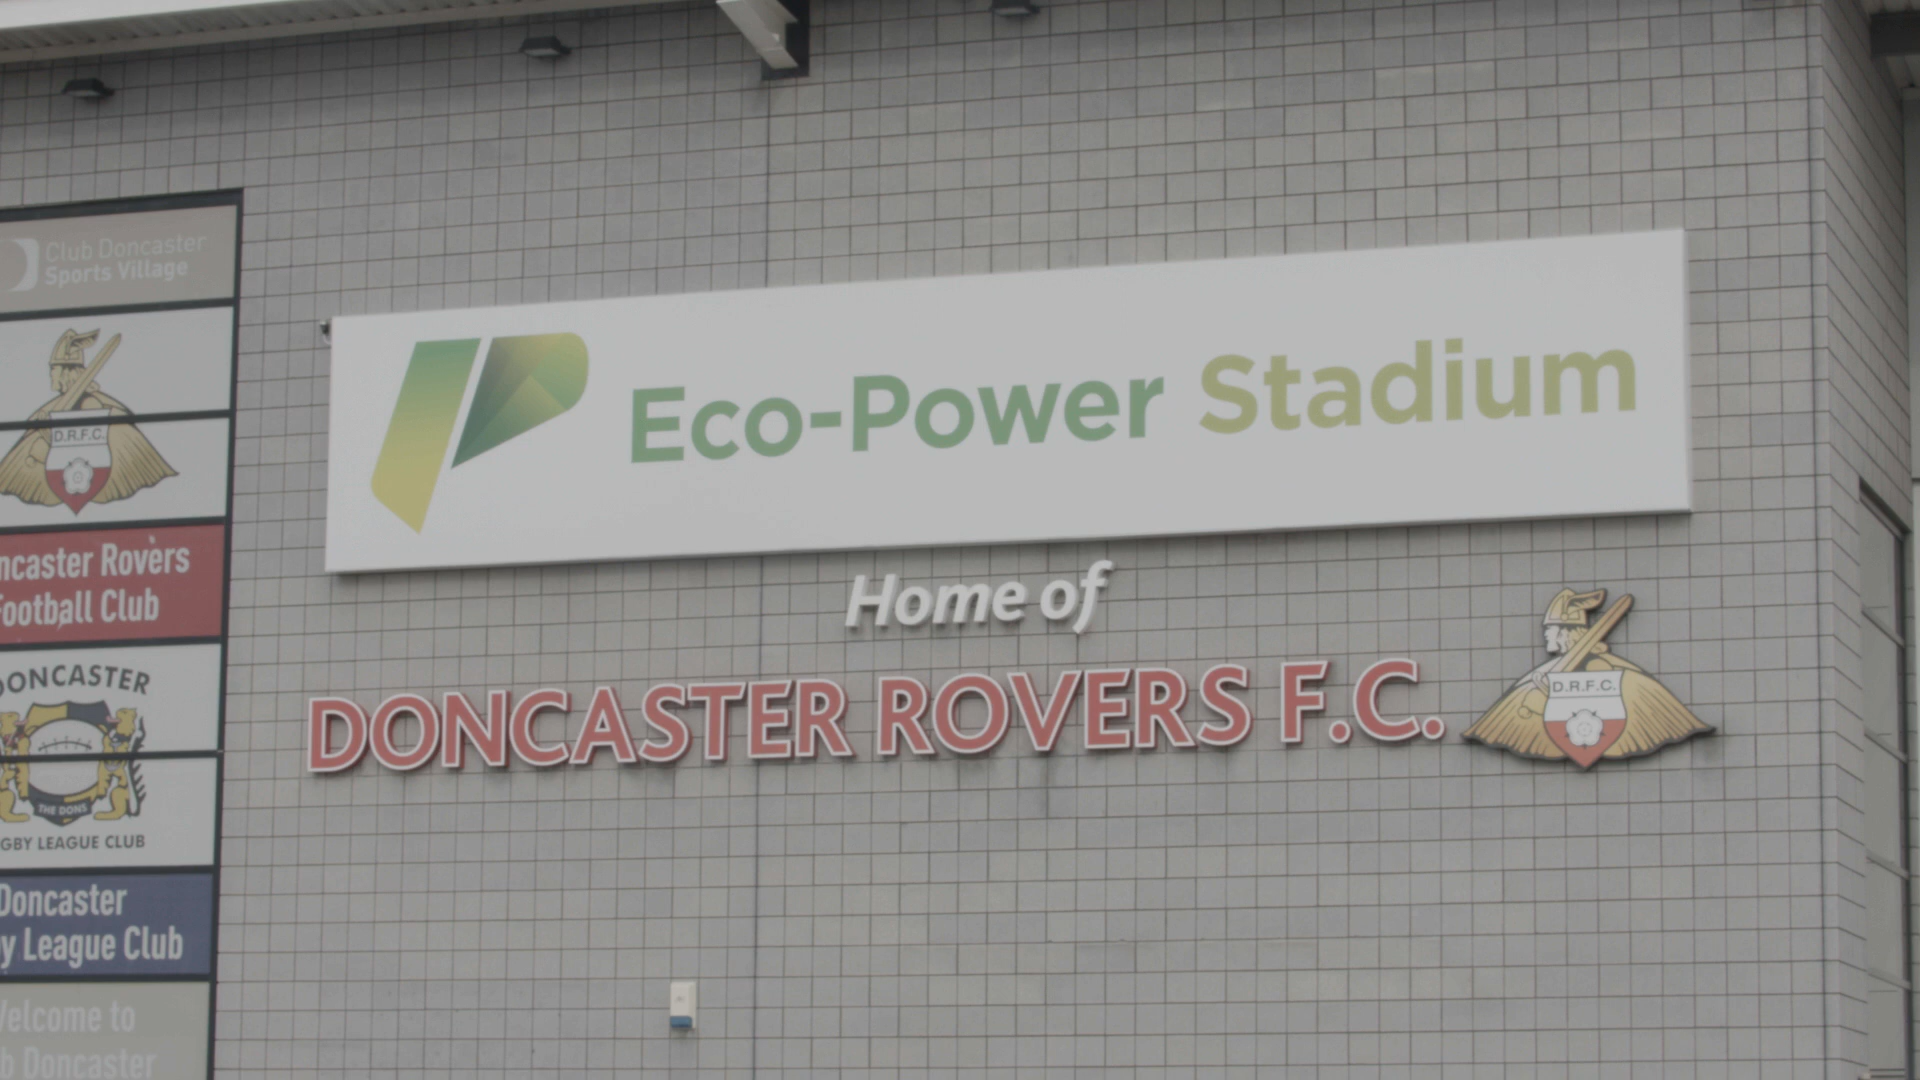 Club Doncaster
Sports Village
D.R.F.C.
ncaster Rovers
Football Club
DONCASTER
THE DONS
GBY LEAGUE CLUB
Doncaster
y League Club
Welcome to
b Doncaster
Eco-Power Stadium
Home of
DONCASTER ROVERS F.C.
D.R.F.C.